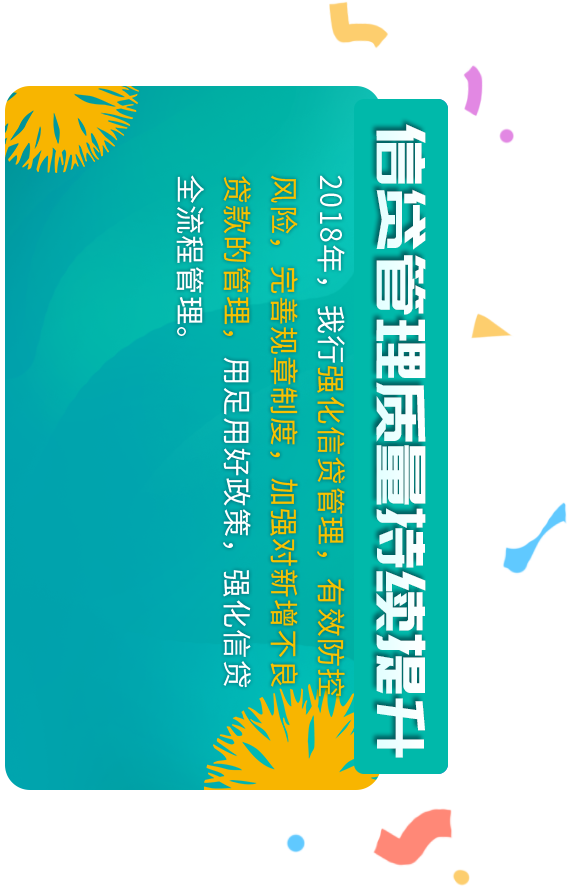 信贷管理质量持续提升
2018年，我行强化信贷管理，有效防控
风险，完善规章制度，加强对新增不良
贷款的管理，用足用好政策，强化信贷
全流程管理。